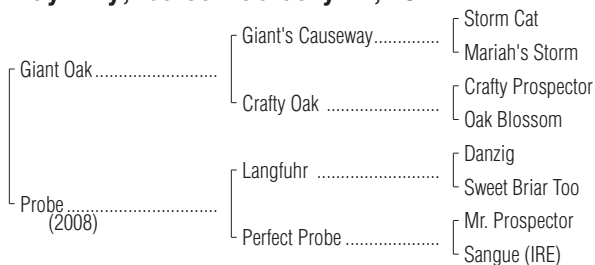 Storm Cat
Giant's Causeway
Mariah's Storm
Giant Oak
Crafty Prospector
Crafty Oak
Oak Blossom
Danzig
Langfuhr
Sweet Briar Too
Probe
(2008)
Mr. Prospector
Perfect Probe
Sangue (IRE)